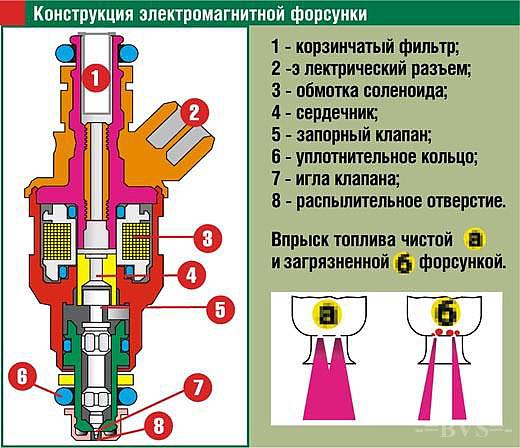 Конструкция электромагнитной форсунки
1 - корзинчатый фильтр;
2 -э лектрический разъем;
3 - обмотка соленоида;
4 - сердечник;
5 - запорный клапан;
6 - уплотнительное кольцо;
7 - игла клапана;
8 - распылительное отверстие.
Впрыск топлива чистой а
и загрязненной б форсункой.
1
2
3
4
5
6
7
8
а б
--BVS--